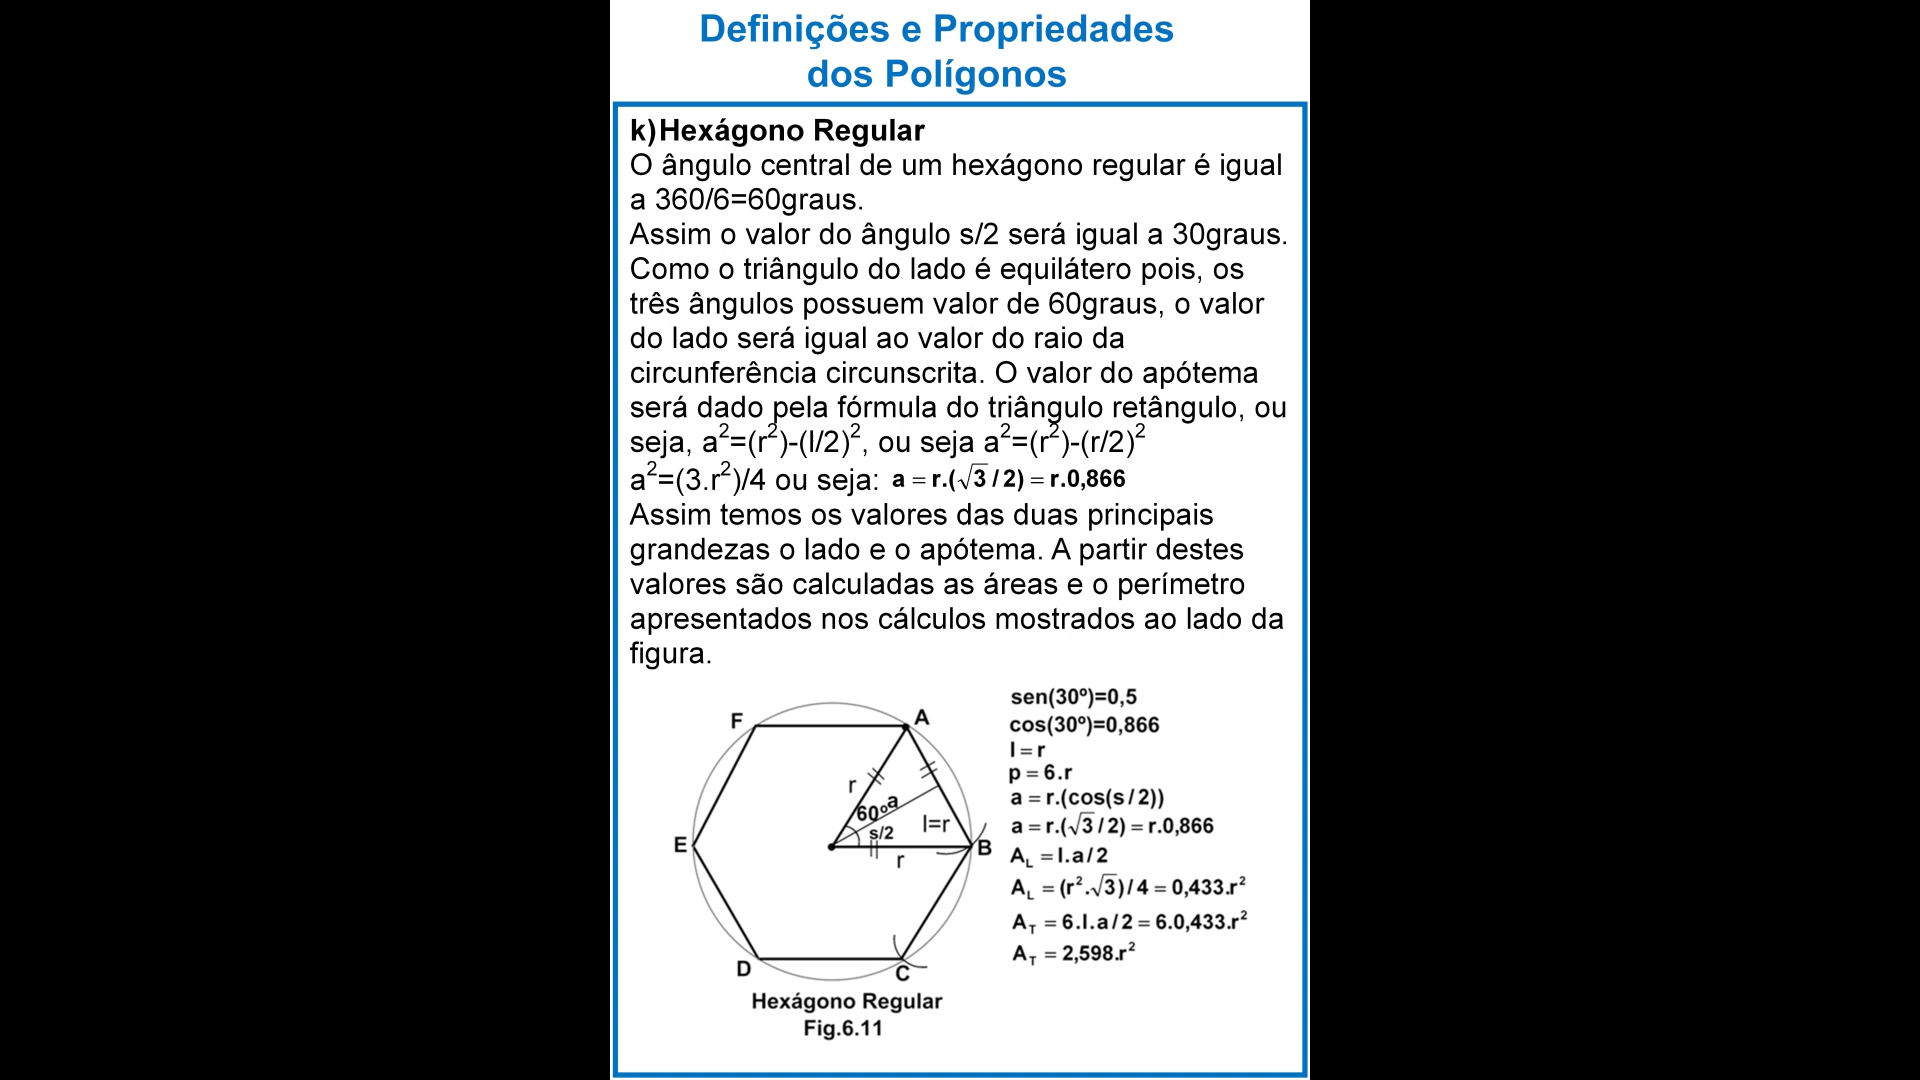 Definições e Propriedades
dos Polígonos
k)Hexágono Regular
O ângulo central de um hexágono regular é igual
a 360/6=60graus.
Assim o valor do ângulo s/2 será igual a 30graus.
Como o triângulo do lado é equilátero pois, os
três ângulos possuem valor de 60graus, o valor
do lado será igual ao valor do raio da
circunferência circunscrita. O valor do apótema
será dado pela fórmula do triângulo retângulo, ou
seja, a²=(r²)-(l/2)², ou seja a²=(r²)-(r/2)²
a²=(3.r²)/4 ou seja: a = r.(√3/2) = r.0,866
Assim temos os valores das duas principais
grandezas o lado e o apótema. A partir destes
valores são calculadas as áreas e o perímetro
apresentados nos cálculos mostrados ao lado da
figura.
F
A
r
a
60º
s/2
l=r
E
B
r
D
C
Hexágono Regular
Fig.6.11
sen(30º)=0,5
cos(30º)=0,866
l = r
p = 6.r
a = r.(cos(s/2))
a = r.(√3/2) = r.0,866
A_L = l.a/2
A_L = (r².√3)/4 = 0,433.r²
A_T = 6.l.a/2 = 6.0,433.r²
A_T = 2,598.r²